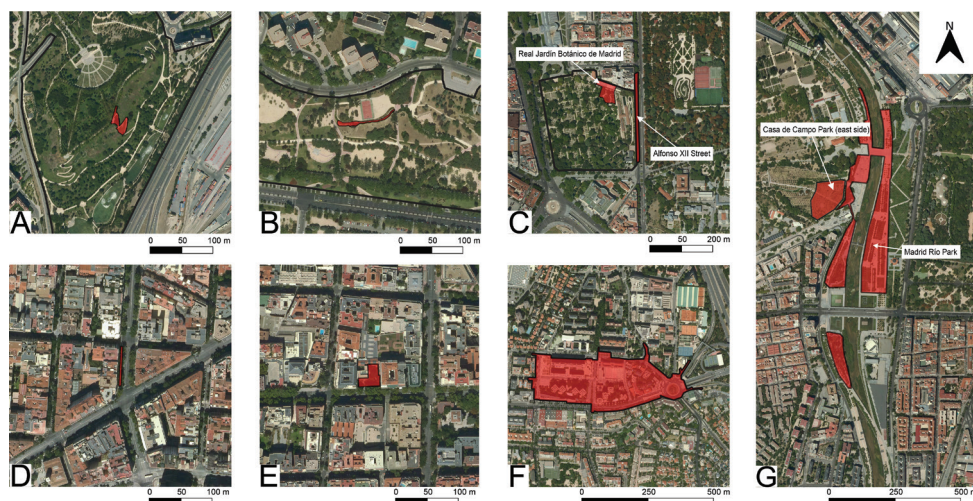 A
0 50 100 m
B
0 50 100 m
Real Jardín Botánico de Madrid
Alfonso XII Street
C
0 50 100 200 m
N
Casa de Campo Park (east side)
Madrid Río Park
G
0 250 500 m
D
0 50 100 m
E
0 50 100 m
F
0 250 500 m